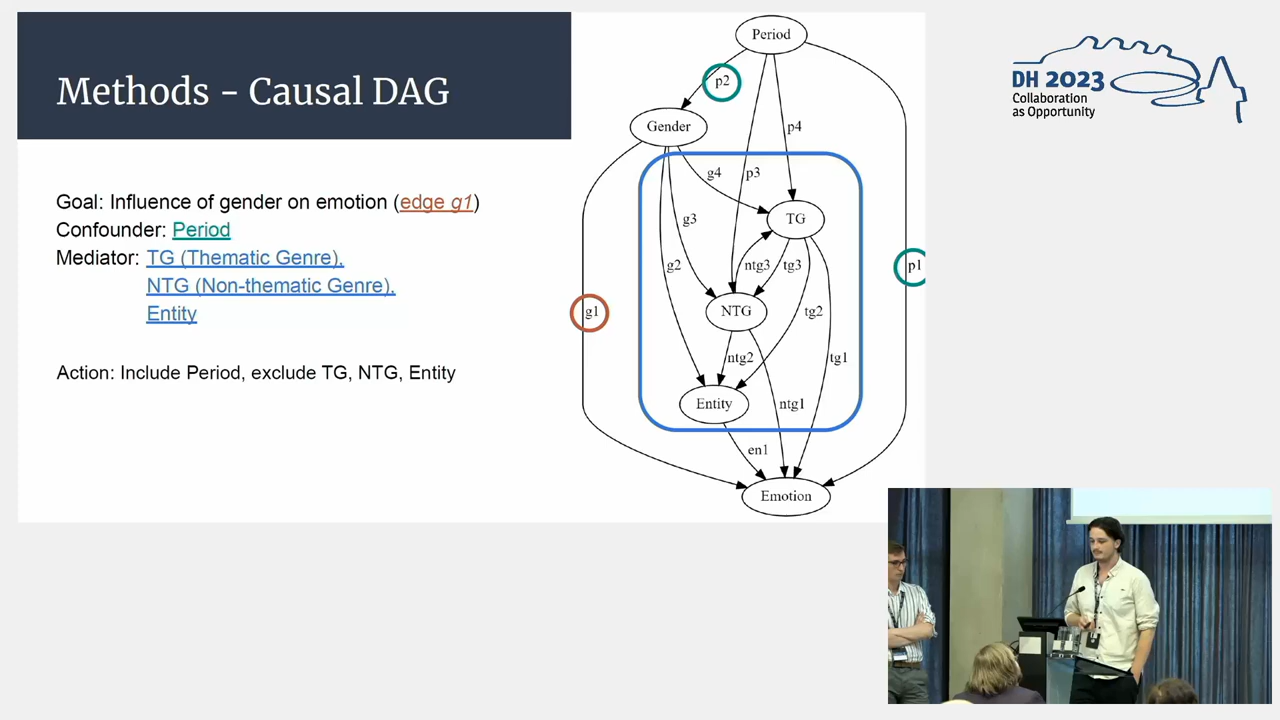 Methods - Causal DAG
Goal: Influence of gender on emotion (edge g1)
Confounder: Period
Mediator: TG (Thematic Genre),
NTG (Non-thematic Genre),
Entity
Action: Include Period, exclude TG, NTG, Entity
Period
p2
Gender
p4
g4
p3
g3
TG
g2
ntg3
tg3
p1
g1
NTG
tg2
ntg2
tg1
Entity
ntg1
en1
Emotion
DH 2023
Collaboration
as Opportunity